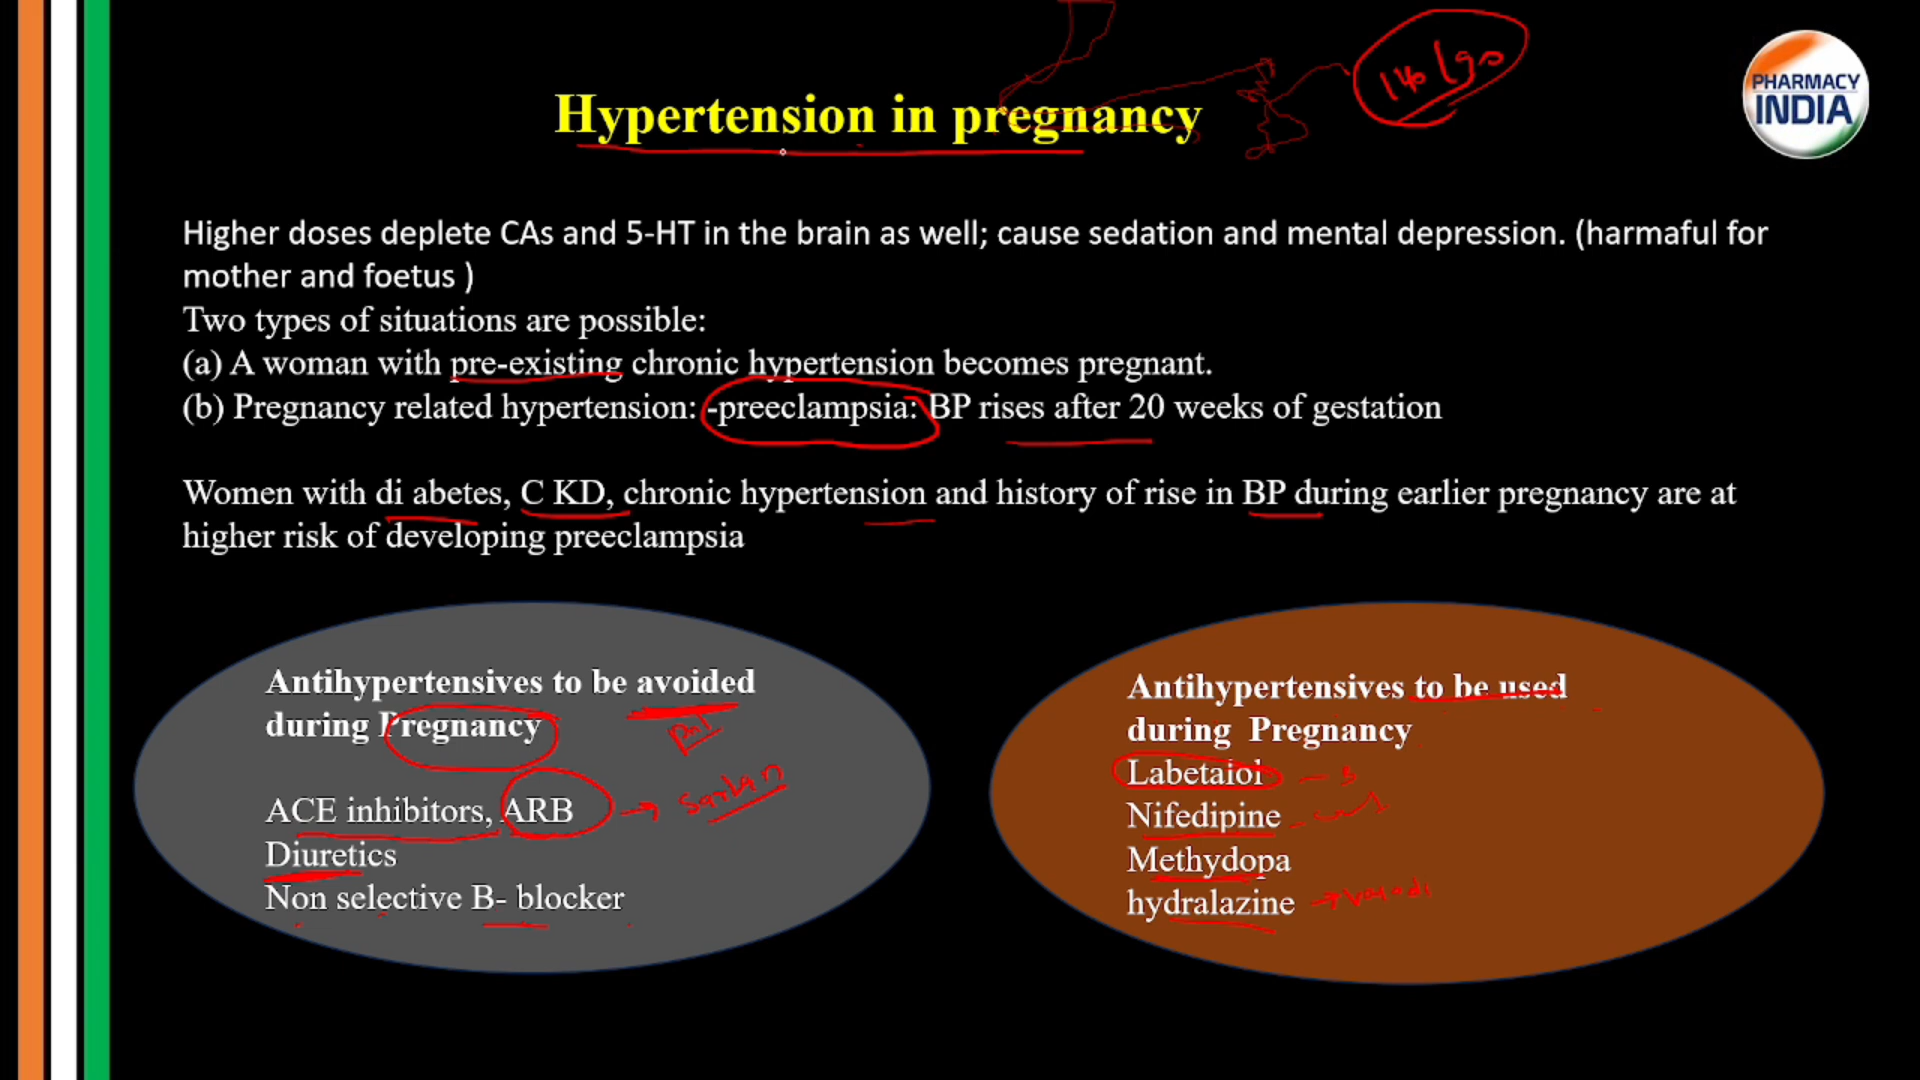 140/90
PHARMACY
INDIA
Hypertension in pregnancy
Higher doses deplete CAs and 5-HT in the brain as well; cause sedation and mental depression. (harmaful for
mother and foetus )
Two types of situations are possible:
(a) A woman with pre-existing chronic hypertension becomes pregnant.
(b) Pregnancy related hypertension: -preeclampsia: BP rises after 20 weeks of gestation
Women with di abetes, C KD, chronic hypertension and history of rise in BP during earlier pregnancy are at
higher risk of developing preeclampsia
Antihypertensives to be avoided
during Pregnancy
ACE inhibitors, ARB → Sartan
Diuretics
Non selective B- blocker
Antihypertensives to be used
during Pregnancy
Labetalol
Nifedipine
Methydopa
hydralazine